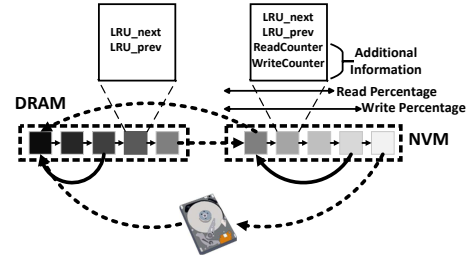 LRU_next
LRU_prev
LRU_next
LRU_prev
ReadCounter
WriteCounter
Additional
Information
Read Percentage
Write Percentage
DRAM
NVM